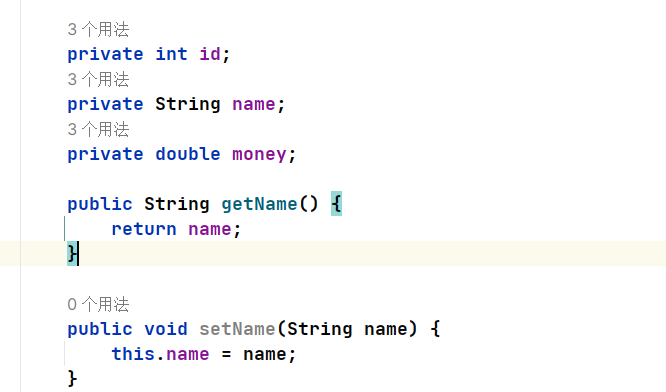 3 个用法
private int id;
3 个用法
private String name;
3 个用法
private double money;
public String getName() {
return name;
}
0 个用法
public void setName(String name) {
this.name = name;
}